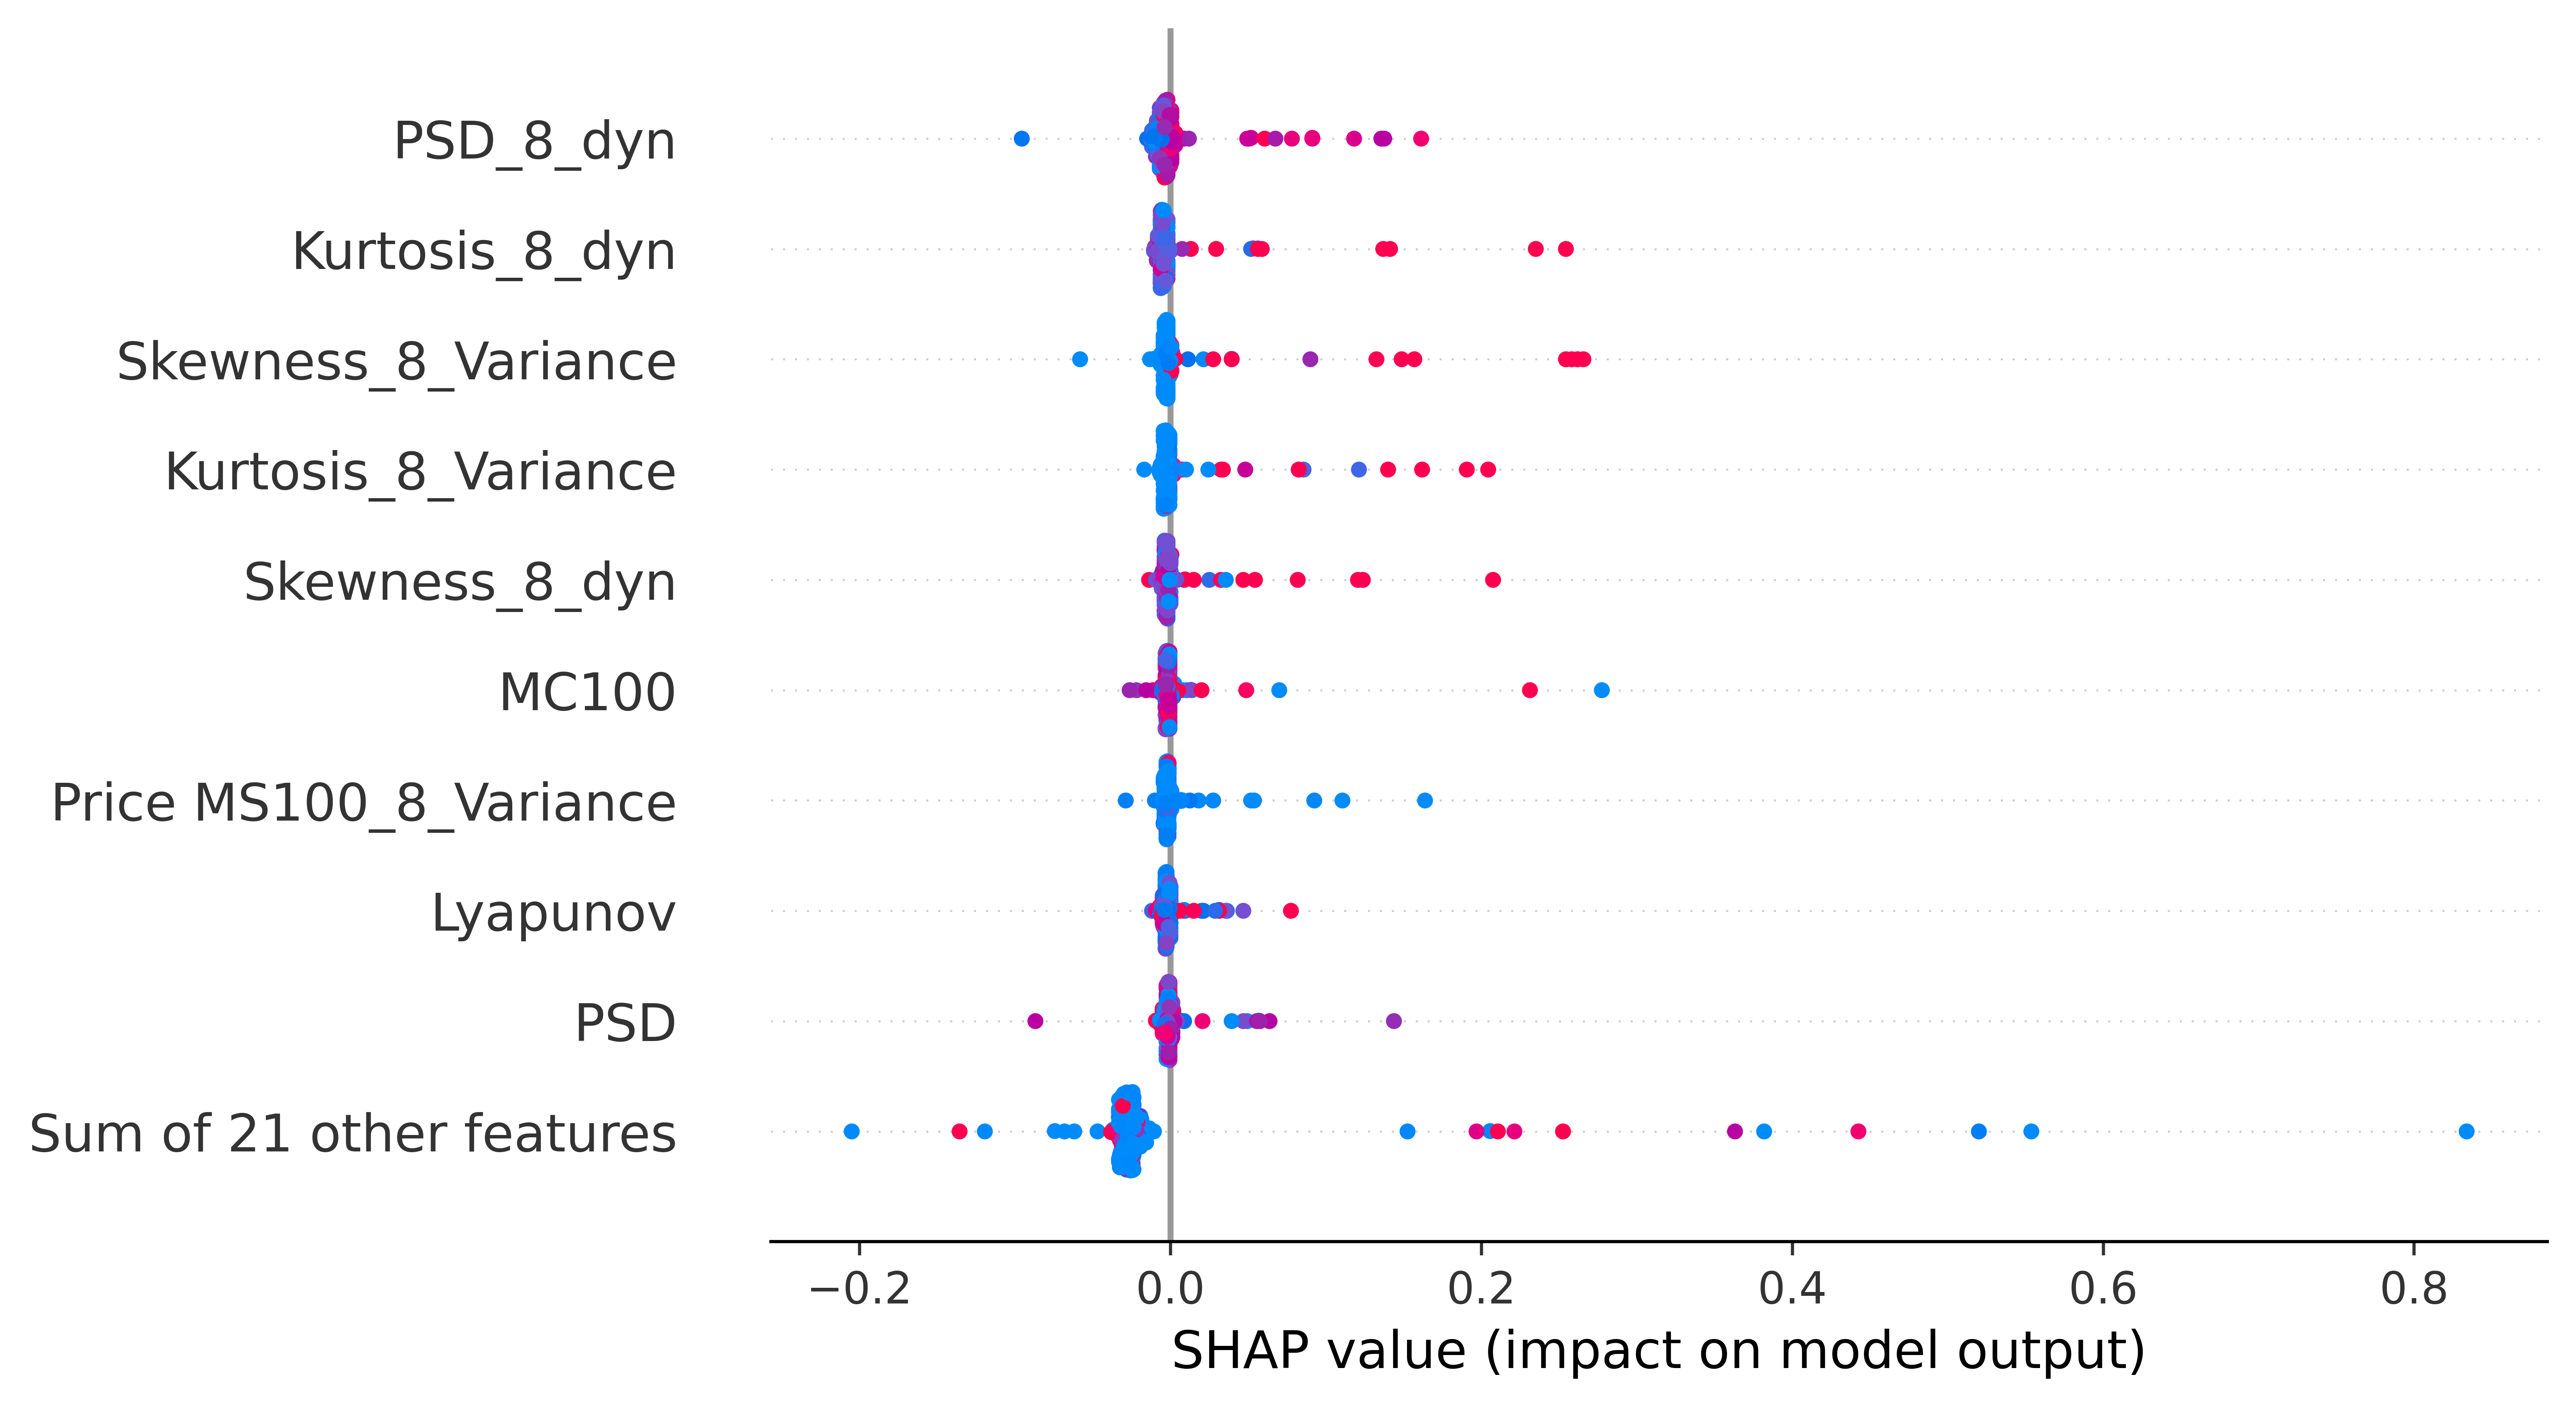 PSD_8_dyn
Kurtosis_8_dyn
Skewness_8_Variance
Kurtosis_8_Variance
Skewness_8_dyn
MC100
Price MS100_8_Variance
Lyapunov
PSD
Sum of 21 other features
−0.2 0.0 0.2 0.4 0.6 0.8
SHAP value (impact on model output)